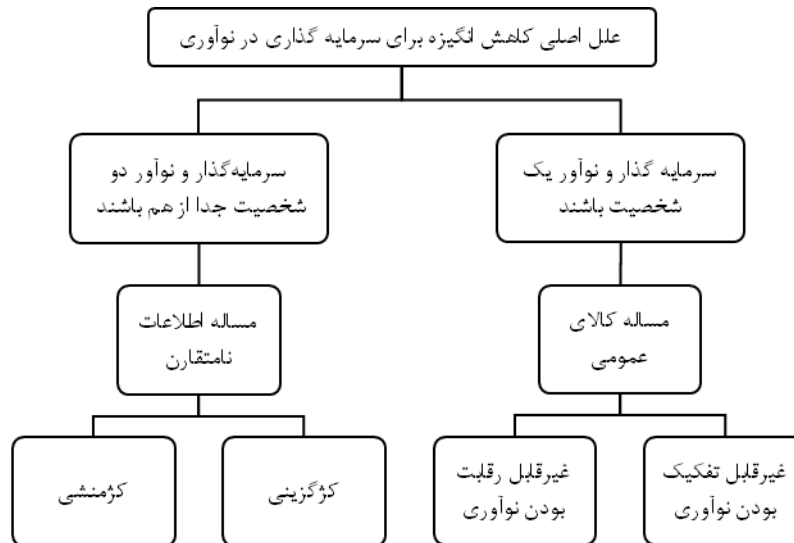 علل اصلی کاهش انگیزه برای سرمایه گذاری در نوآوری
سرمایه گذار و نوآور یک
شخصیت باشند
سرمایه‌گذار و نوآور دو
شخصیت جدا از هم باشند
مساله کالای
عمومی
مساله اطلاعات
نامتقارن
غیرقابل تفکیک
بودن نوآوری
غیرقابل رقابت
بودن نوآوری
کژگزینی
کژمنشی